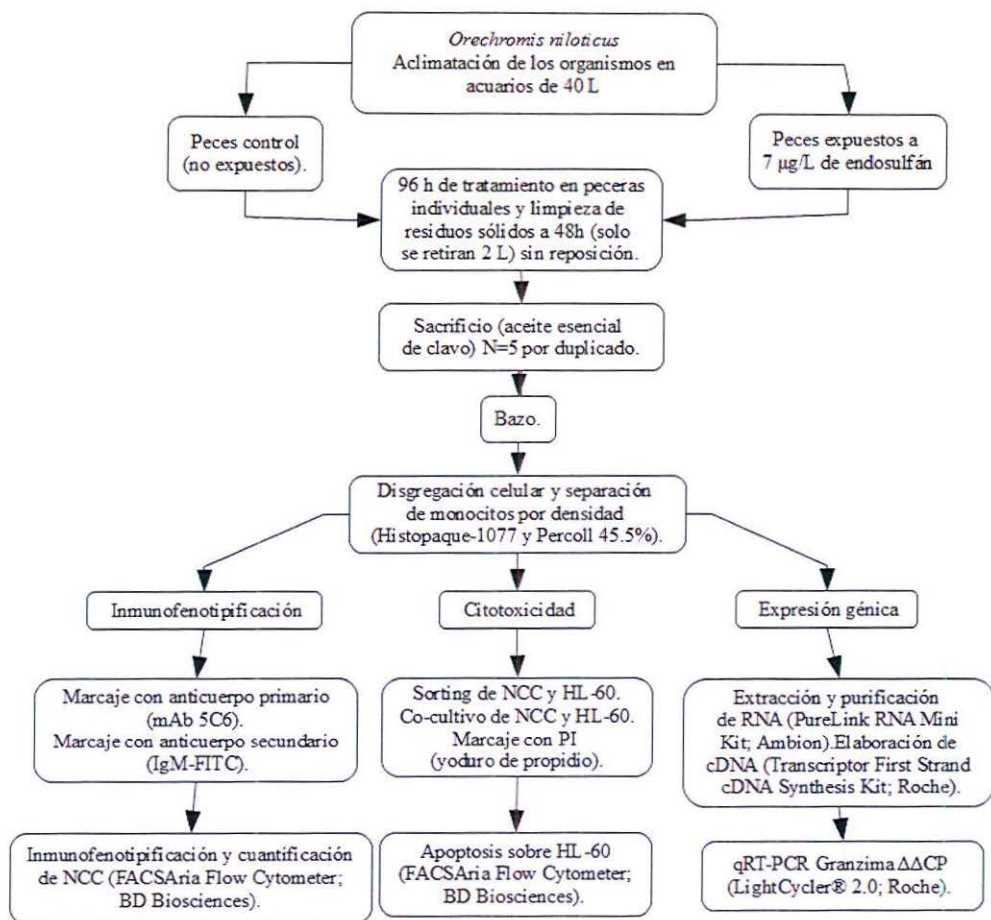 Orechromis niloticus
Aclimatación de los organismos en
acuarios de 40 L
Peces control
(no expuestos).
Peces expuestos a
7 µg/L de endosulfán
96 h de tratamiento en peceras
individuales y limpieza de
residuos sólidos a 48h (solo
se retiran 2 L) sin reposición.
Sacrificio (aceite esencial
de clavo) N=5 por duplicado.
Bazo.
Disgregación celular y separación
de monocitos por densidad
(Histopaque-1077 y Percoll 45.5%).
Inmunofenotipificación
Citotoxicidad
Expresión génica
Marcaje con anticuerpo primario
(mAb 5C6).
Marcaje con anticuerpo secundario
(IgM-FITC).
Sorting de NCC y HL-60.
Co-cultivo de NCC y HL-60.
Marcaje con PI
(yoduro de propidio).
Extracción y purificación
de RNA (PureLink RNA Mini
Kit; Ambion).Elaboración de
cDNA (Transcriptor First Strand
cDNA Synthesis Kit; Roche).
Inmunofenotipificación y cuantificación
de NCC (FACSAria Flow Cytometer;
BD Biosciences).
Apoptosis sobre HL-60
(FACSAria Flow Cytometer;
BD Biosciences).
qRT-PCR Granzima ΔΔCP
(LightCycler® 2.0; Roche).